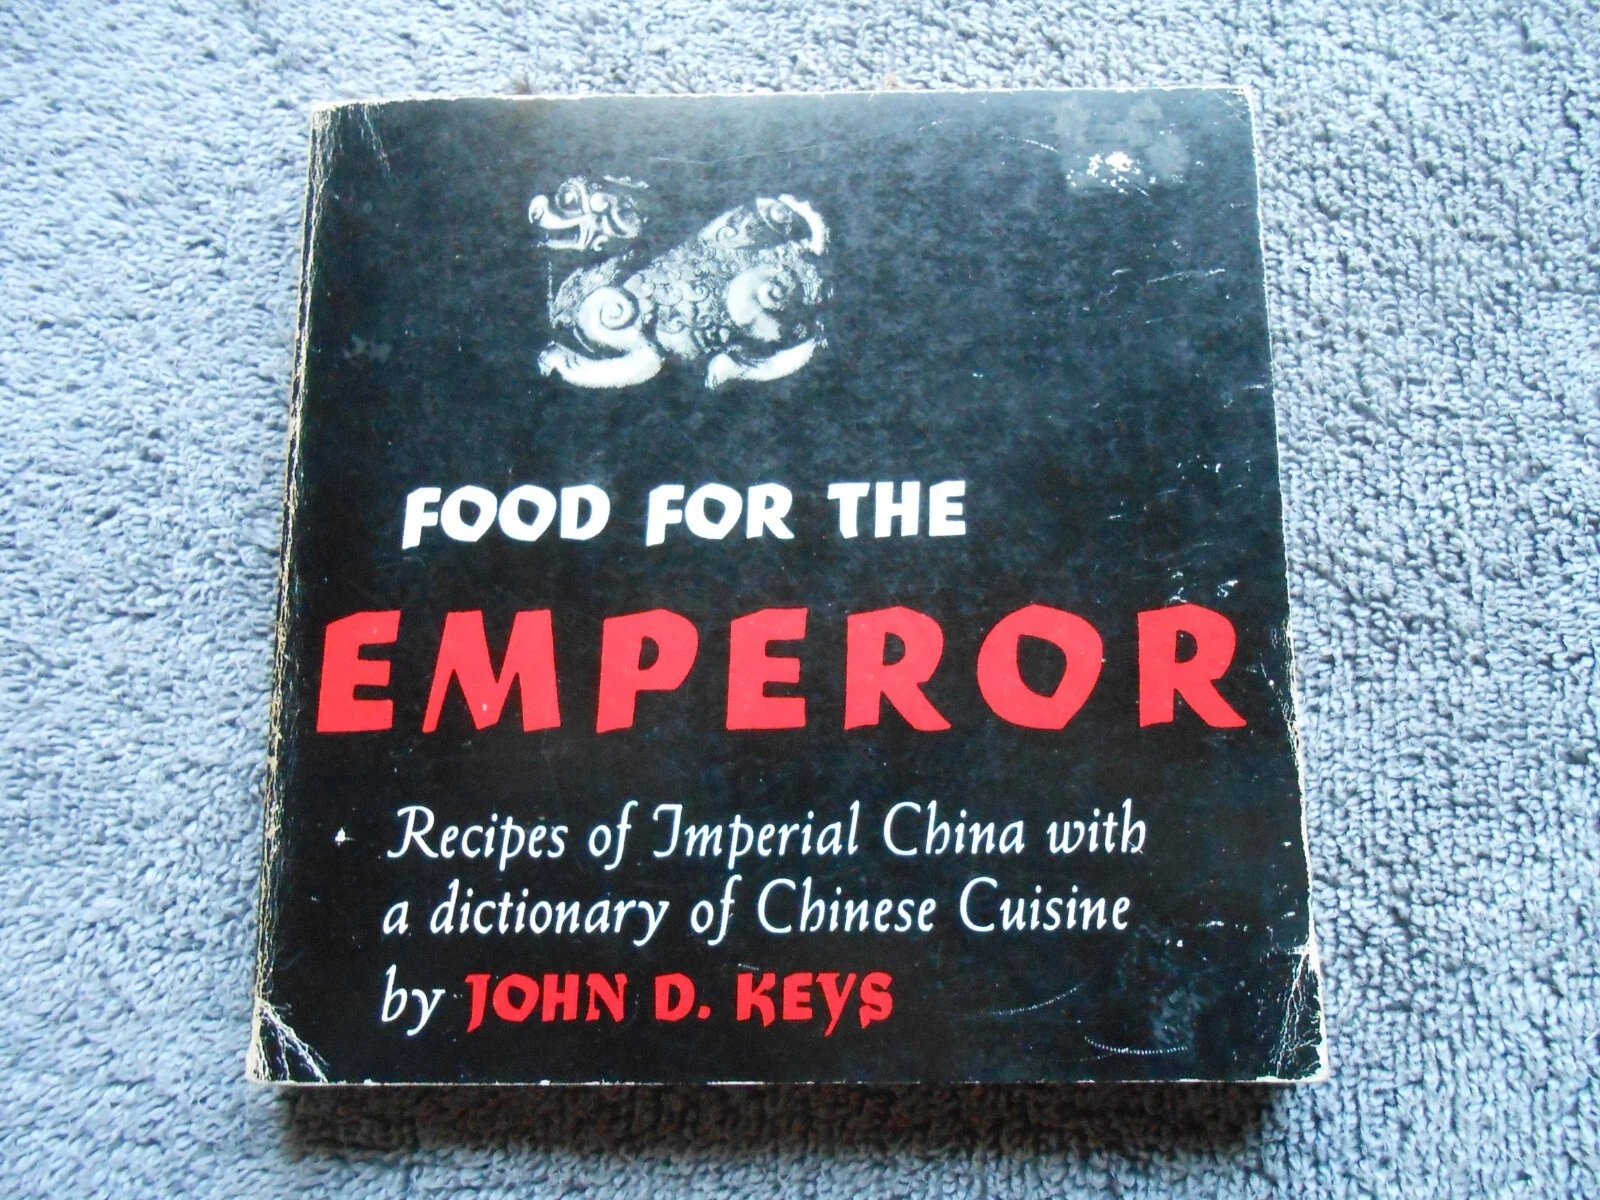 FOOD FOR THE
EMPEROR
Recipes of Imperial China with
a dictionary of Chinese Cuisine
by JOHN D. KEYS